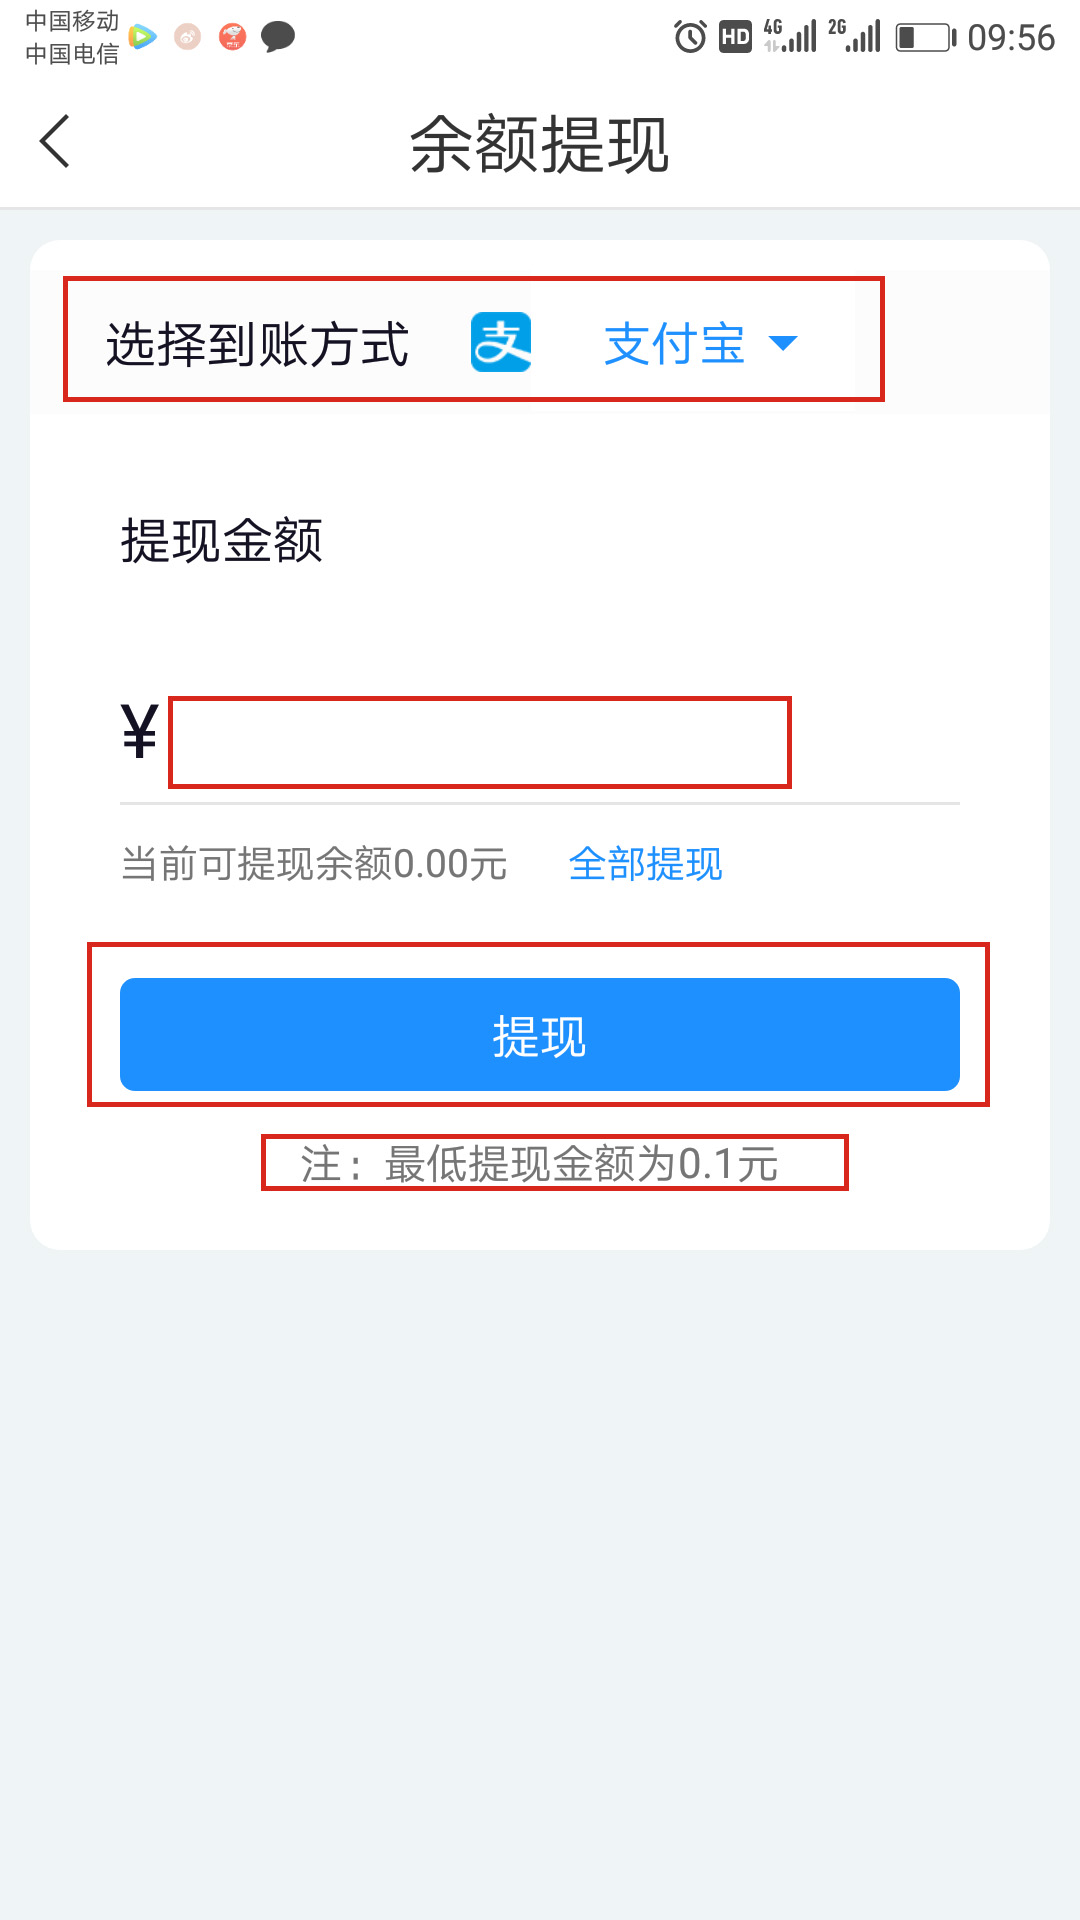 中国移动
中国电信
HD 4G 2G 09:56
余额提现
选择到账方式 支 支付宝
提现金额
¥
当前可提现余额0.00元 全部提现
提现
注：最低提现金额为0.1元